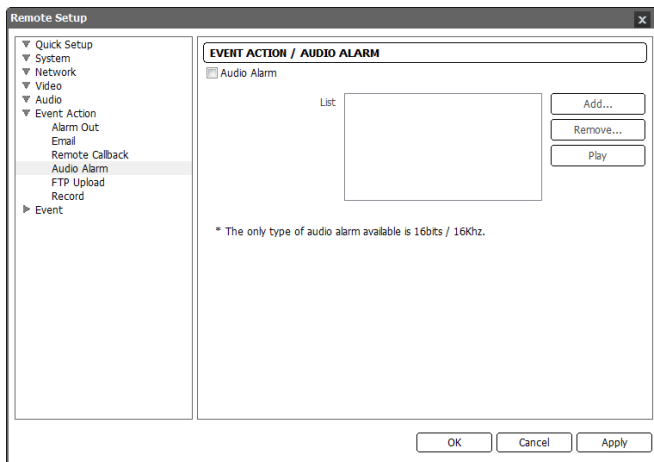 Remote Setup
x
Quick Setup
System
Network
Video
Audio
Event Action
Alarm Out
Email
Remote Callback
Audio Alarm
FTP Upload
Record
Event
EVENT ACTION / AUDIO ALARM
Audio Alarm
List
Add...
Remove...
Play
* The only type of audio alarm available is 16bits / 16Khz.
OK
Cancel
Apply